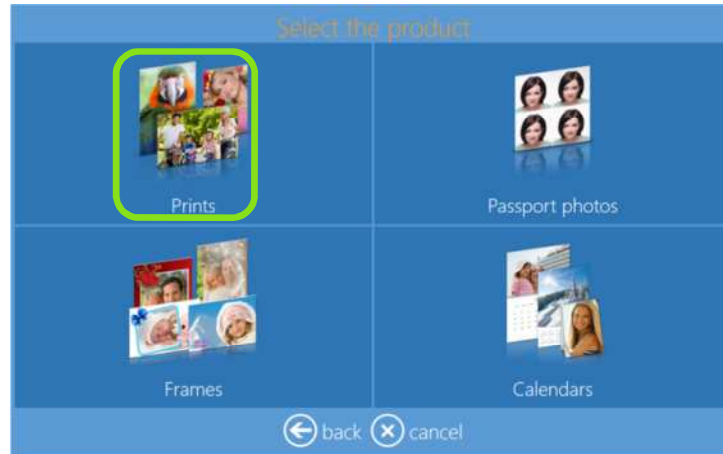 Select the product
Prints
Passport photos
Frames
Calendars
back cancel